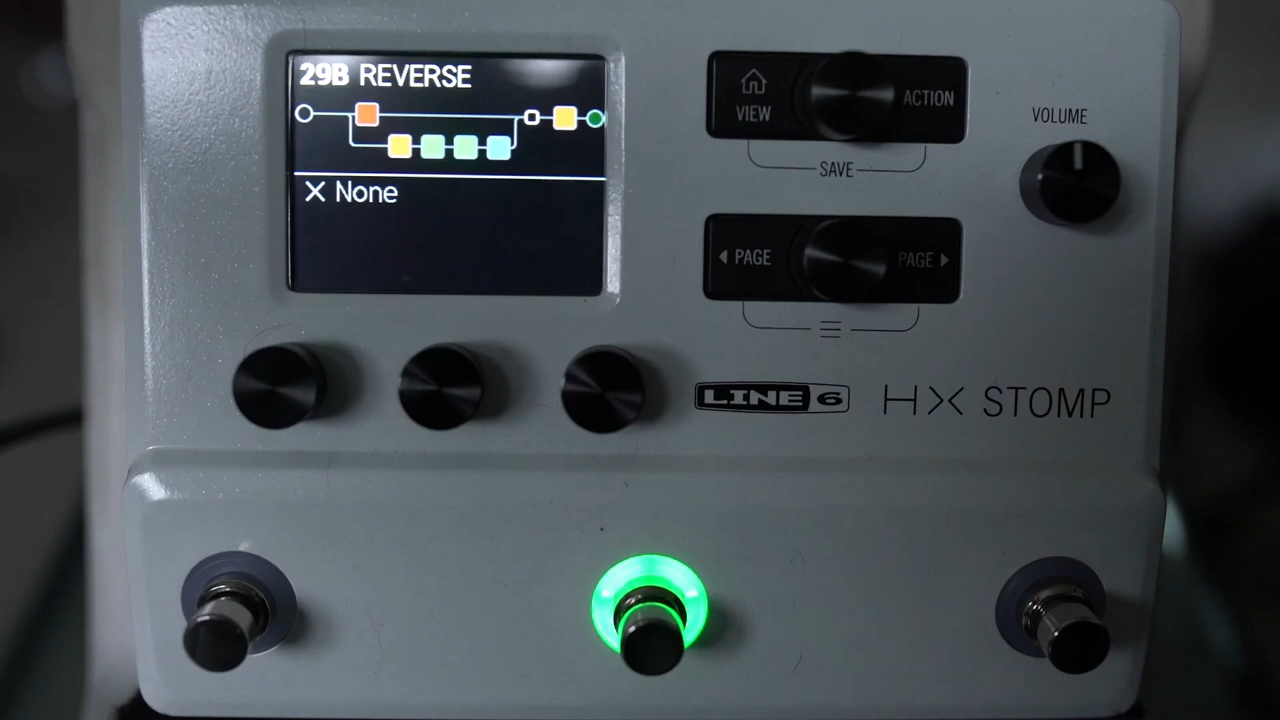 29B REVERSE
X None
VIEW
ACTION
SAVE
PAGE
PAGE
VOLUME
LINE 6
HX STOMP